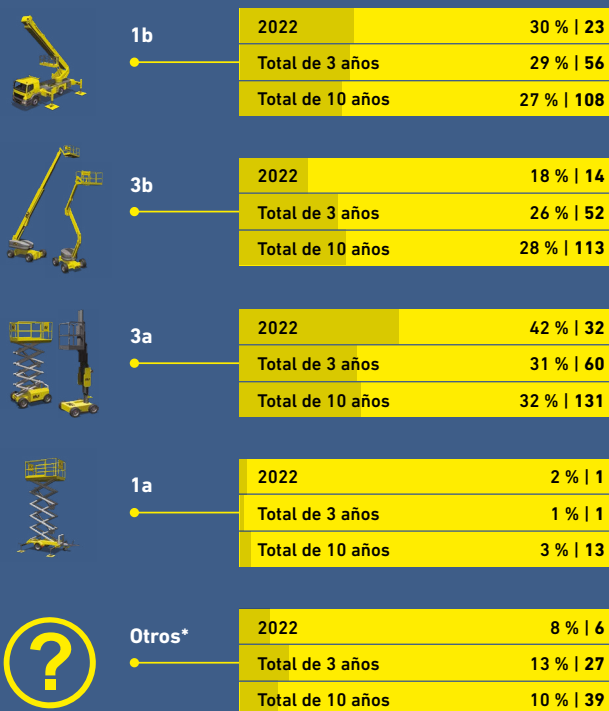 1b
2022 30 % | 23
Total de 3 años 29 % | 56
Total de 10 años 27 % | 108
3b
2022 18 % | 14
Total de 3 años 26 % | 52
Total de 10 años 28 % | 113
3a
2022 42 % | 32
Total de 3 años 31 % | 60
Total de 10 años 32 % | 131
1a
2022 2 % | 1
Total de 3 años 1 % | 1
Total de 10 años 3 % | 13
?
Otros*
2022 8 % | 6
Total de 3 años 13 % | 27
Total de 10 años 10 % | 39